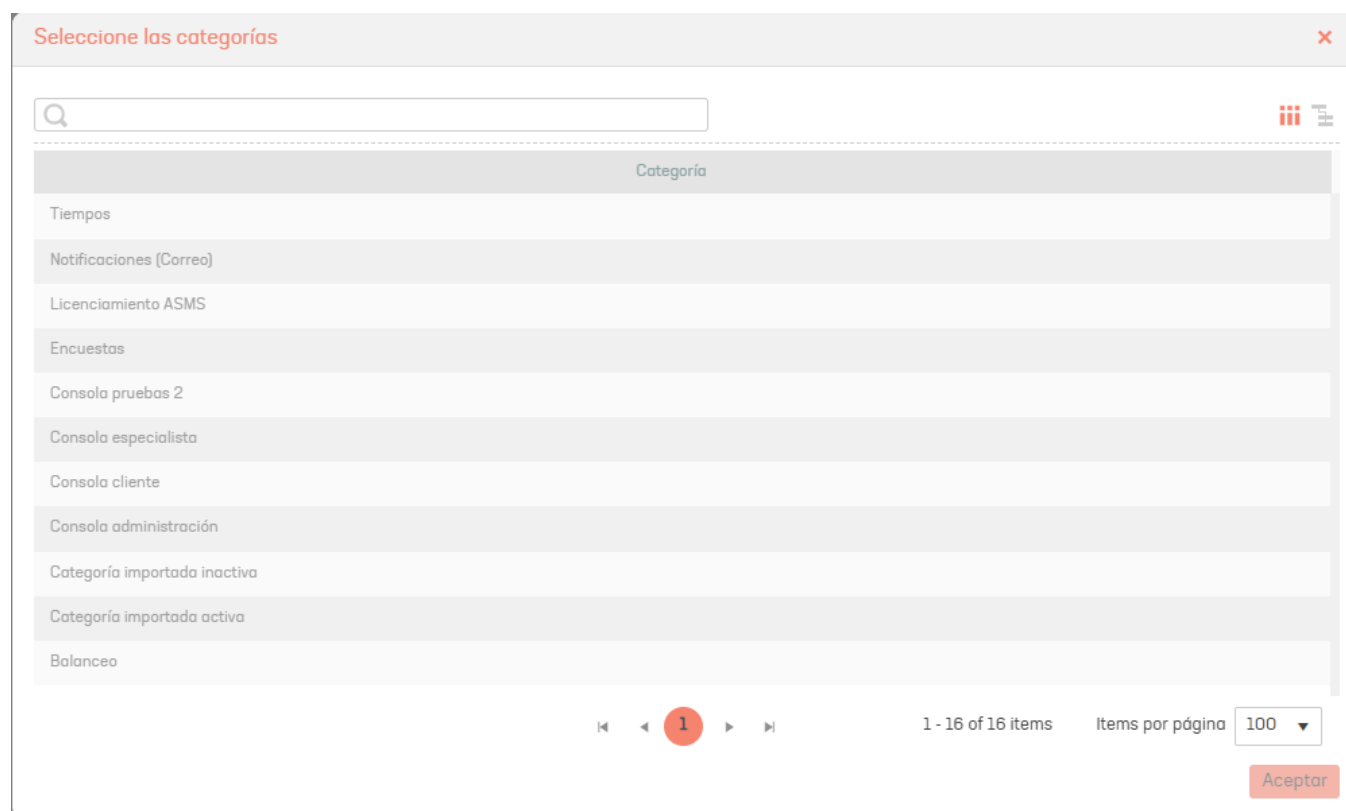 Seleccione las categorías
Categoría
Tiempos
Notificaciones (Correo)
Licenciamiento ASMS
Encuestas
Consola pruebas 2
Consola especialista
Consola cliente
Consola administración
Categoría importada inactiva
Categoría importada activa
Balanceo
1 1 - 16 of 16 items Items por página 100
Aceptar